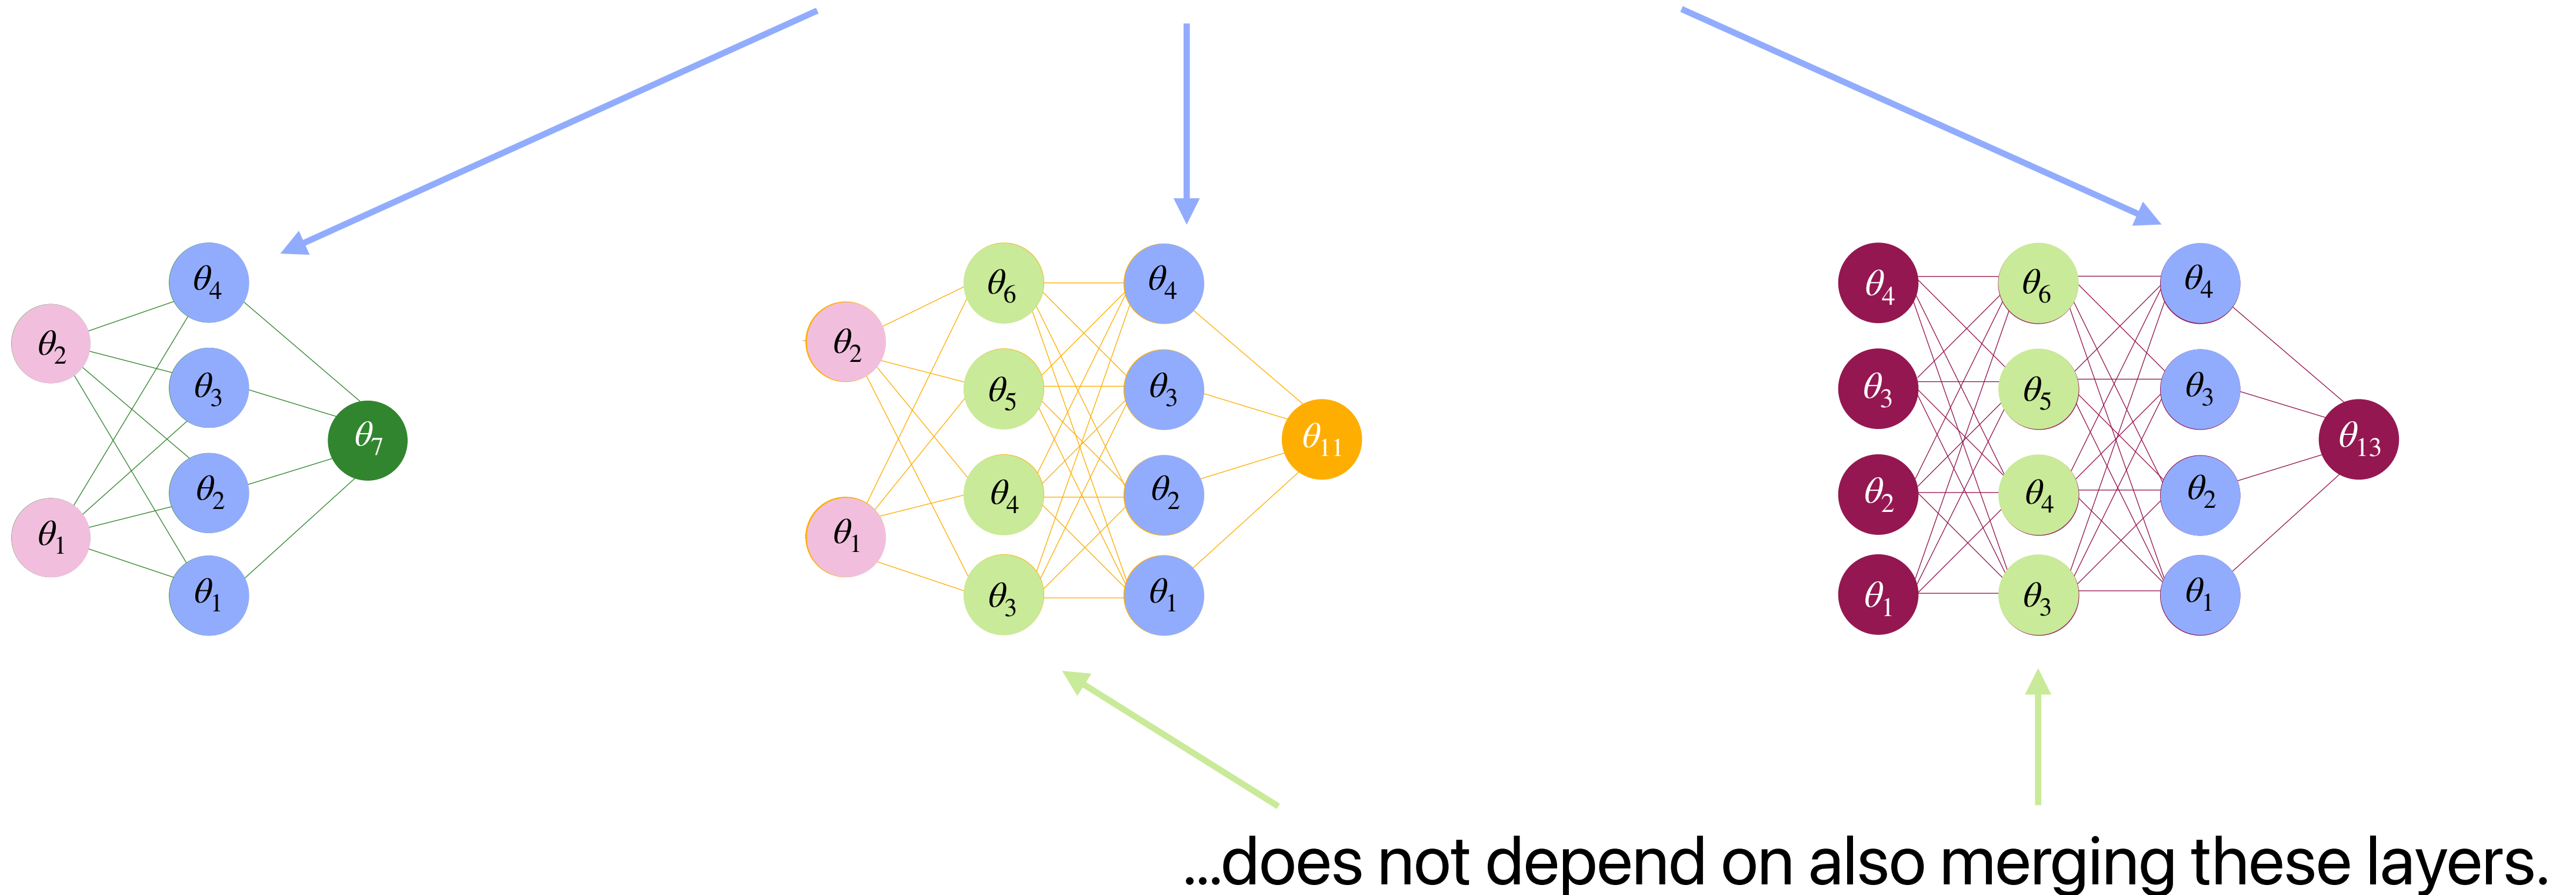 θ4 θ6 θ4 θ4 θ6 θ4
θ2 θ3 θ7 θ2 θ5 θ3 θ11 θ3 θ5 θ3 θ13
θ1 θ2 θ1 θ4 θ2 θ2 θ4 θ2
θ1 θ3 θ1 θ1 θ3 θ1
...does not depend on also merging these layers.